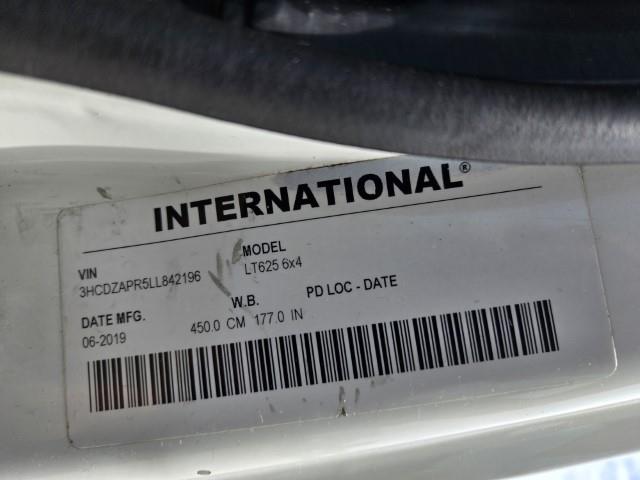 INTERNATIONAL®
VIN
3HCDZAPR5LL842196
MODEL
LT625 6x4
DATE MFG.
06-2019
W.B.
450.0 CM 177.0 IN
PD LOC - DATE